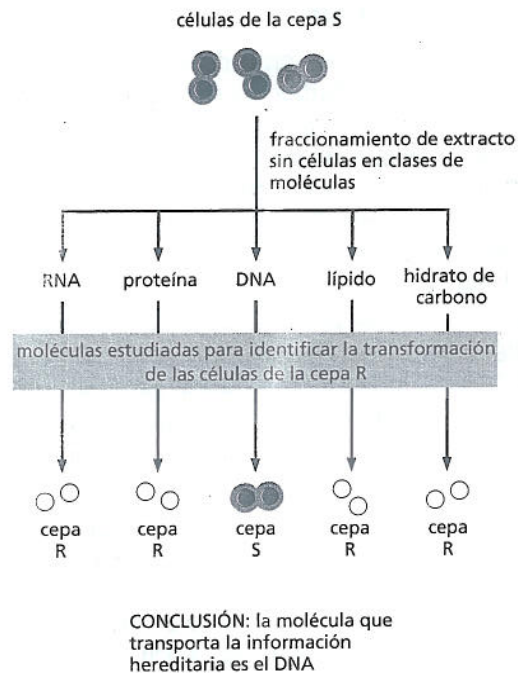 células de la cepa S
fraccionamiento de extracto
sin células en clases de
moléculas
RNA
proteína
DNA
lípido
hidrato de
carbono
moléculas estudiadas para identificar la transformación
de las células de la cepa R
cepa
R
cepa
R
cepa
S
cepa
R
cepa
R
CONCLUSIÓN: la molécula que
transporta la información
hereditaria es el DNA